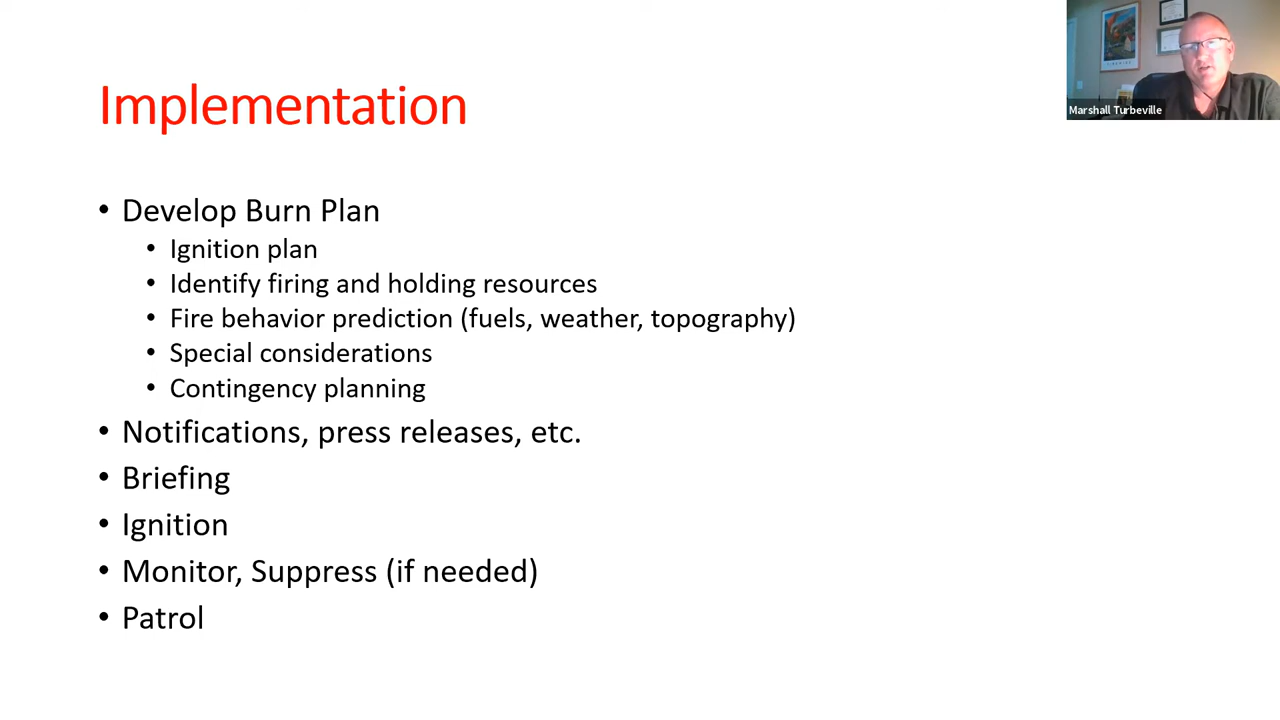 Implementation
• Develop Burn Plan
• Ignition plan
• Identify firing and holding resources
• Fire behavior prediction (fuels, weather, topography)
• Special considerations
• Contingency planning
• Notifications, press releases, etc.
• Briefing
• Ignition
• Monitor, Suppress (if needed)
• Patrol
Marshall Turbeville